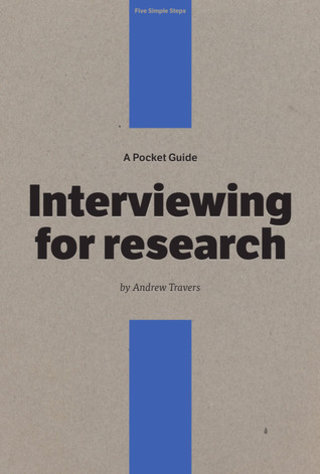 Five Simple Steps
A Pocket Guide
Interviewing
for research
by Andrew Travers